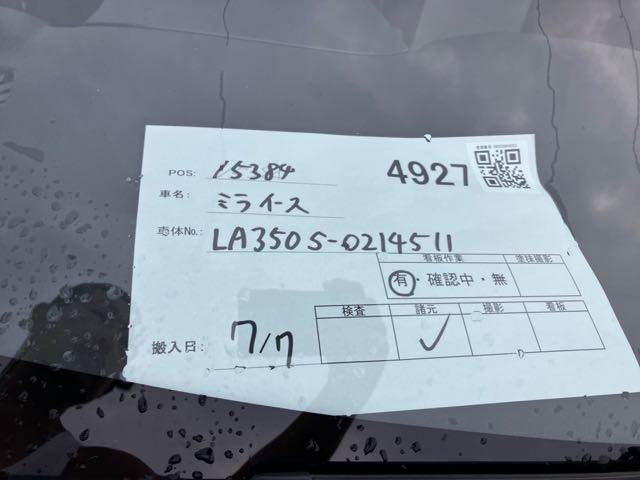 POS: 15384
4927
車名: ミライース
車体No.: LA350S-0214511
看板作業 塗抹撮影
有・確認中・無
検査 諸元 撮影 看板
搬入日: 7/7